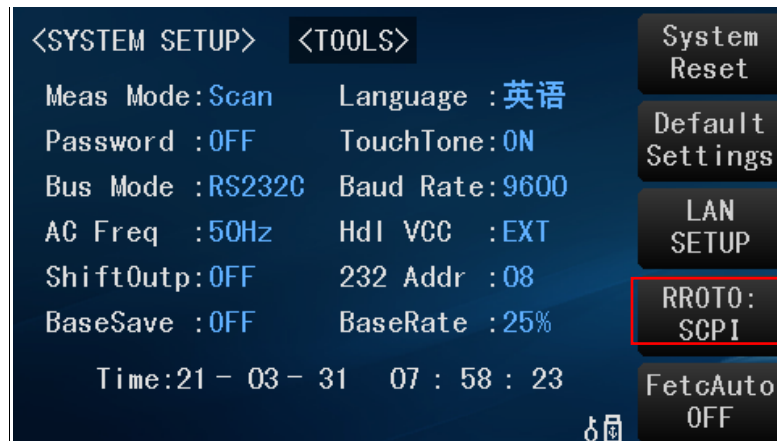 <SYSTEM SETUP> <TOOLS>
Meas Mode:Scan Language :英语
Password :OFF TouchTone:ON
Bus Mode :RS232C Baud Rate:9600
AC Freq :50Hz Hdl VCC :EXT
ShiftOutp:OFF 232 Addr :08
BaseSave :OFF BaseRate :25%
Time:21 - 03 - 31 07 : 58 : 23
System
Reset
Default
Settings
LAN
SETUP
RROTO:
SCPI
FetcAuto
OFF